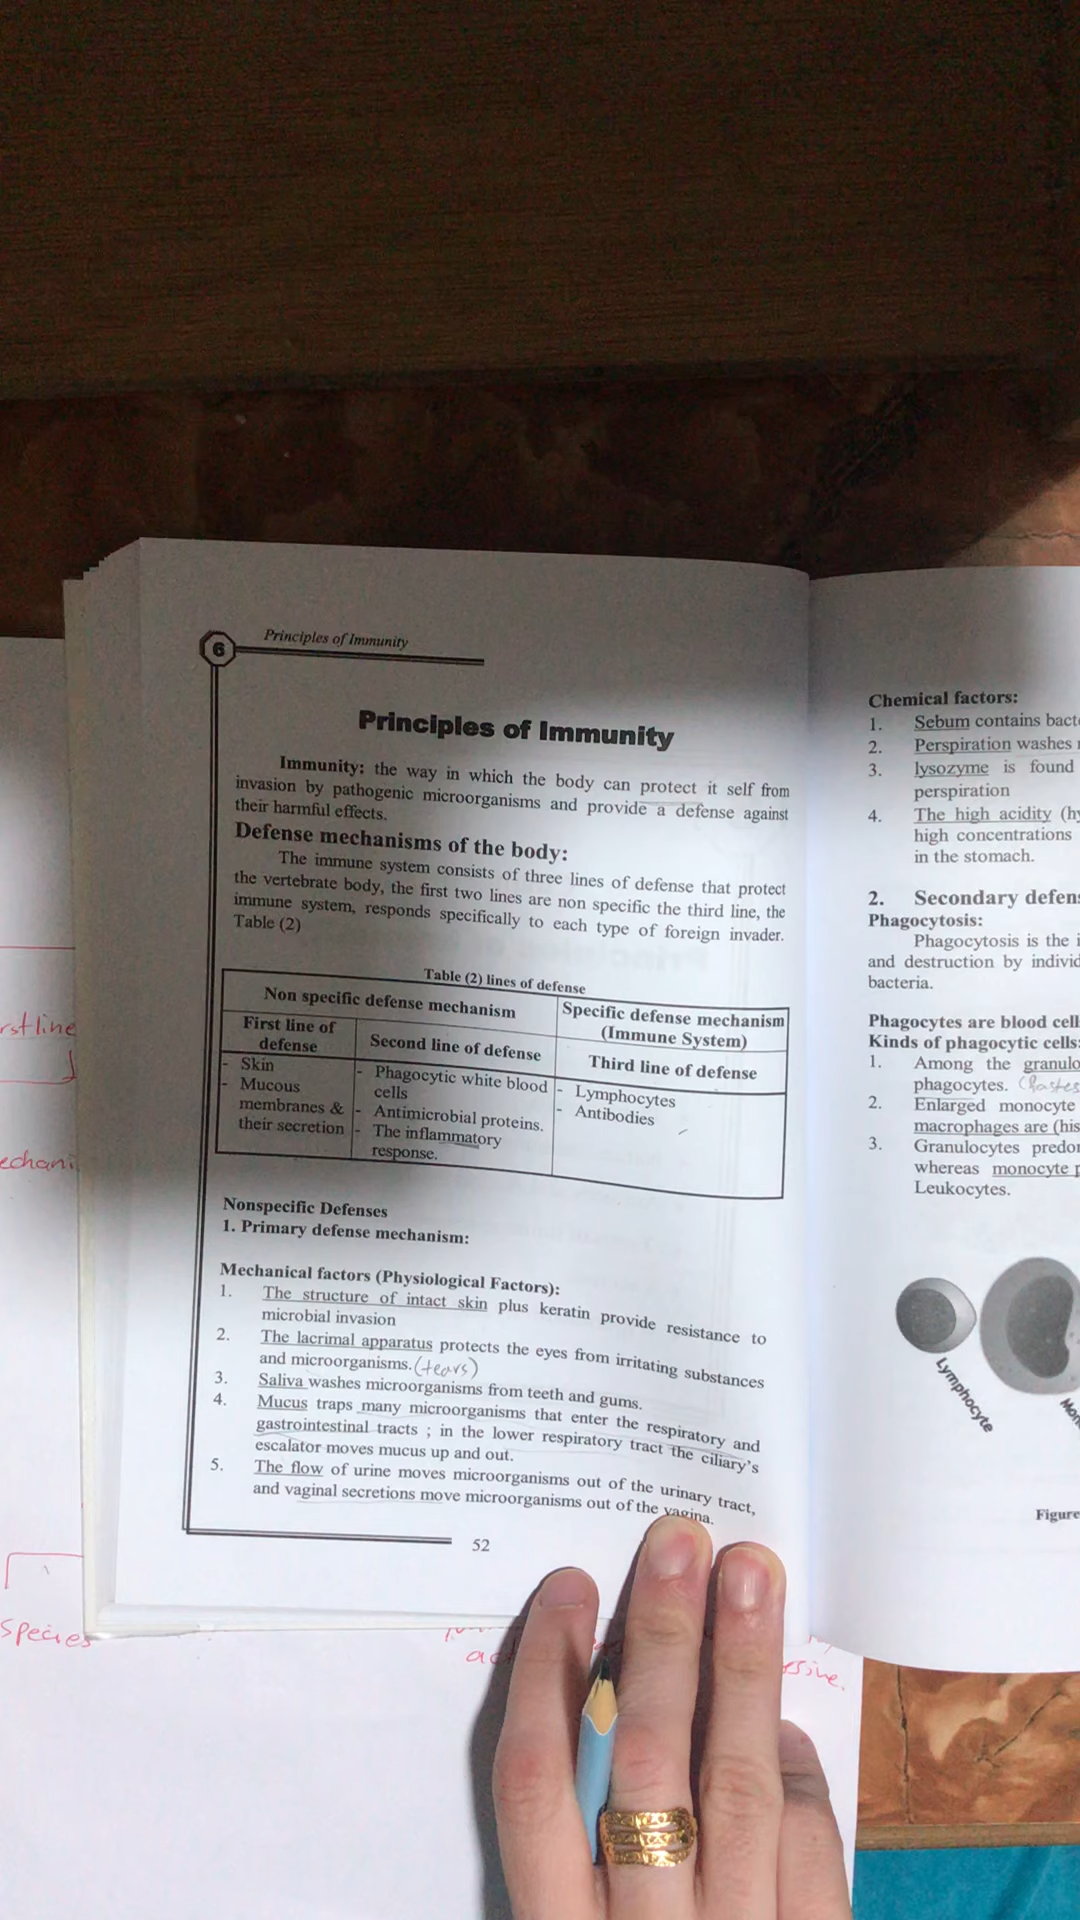 6
Principles of Immunity
Principles of Immunity
Immunity: the way in which the body can protect it self from
invasion by pathogenic microorganisms and provide a defense against
their harmful effects.
Defense mechanisms of the body:
The immune system consists of three lines of defense that protect
the vertebrate body, the first two lines are non specific the third line, the
immune system, responds specifically to each type of foreign invader.
Table (2)
Table (2) lines of defense
Non specific defense mechanism
Specific defense mechanism
(Immune System)
First line of
defense
Second line of defense
Third line of defense
- Skin
- Mucous
membranes &
their secretion
- Phagocytic white blood
cells
- Antimicrobial proteins.
- The inflammatory
response.
- Lymphocytes
- Antibodies
Nonspecific Defenses
1. Primary defense mechanism:
Mechanical factors (Physiological Factors):
1. The structure of intact skin plus keratin provide resistance to
microbial invasion
2. The lacrimal apparatus protects the eyes from irritating substances
and microorganisms. (tears)
3. Saliva washes microorganisms from teeth and gums.
4. Mucus traps many microorganisms that enter the respiratory and
gastrointestinal tracts ; in the lower respiratory tract the ciliary's
escalator moves mucus up and out.
5. The flow of urine moves microorganisms out of the urinary tract,
and vaginal secretions move microorganisms out of the vagina.
52
Chemical factors:
1. Sebum contains bact
2. Perspiration washes
3. lysozyme is found
perspiration
4. The high acidity (hy
high concentrations
in the stomach.
2. Secondary defens
Phagocytosis:
Phagocytosis is the i
and destruction by individ
bacteria.
Phagocytes are blood cell
Kinds of phagocytic cells:
1. Among the granulo
phagocytes.
2. Enlarged monocyte
macrophages are (his
3. Granulocytes predor
whereas monocyte p
Leukocytes.
Lymphocyte
Mon
Figure
rst line
echani
species